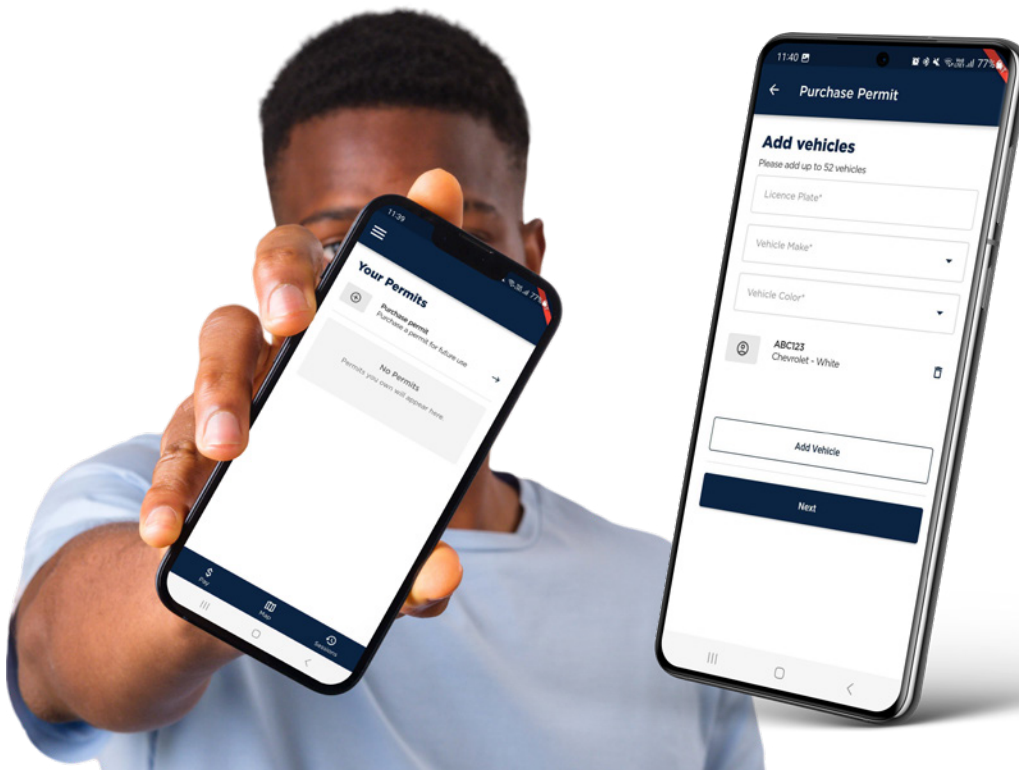 11:39
77%
Your Permits
Purchase permit
Purchase a permit for future use
No Permits
Permits you own will appear here.
Pay
Map
Sessions
11:40
77%
Purchase Permit
Add vehicles
Please add up to 52 vehicles
Licence Plate*
Vehicle Make*
Vehicle Color*
ABC123
Chevrolet - White
Add Vehicle
Next